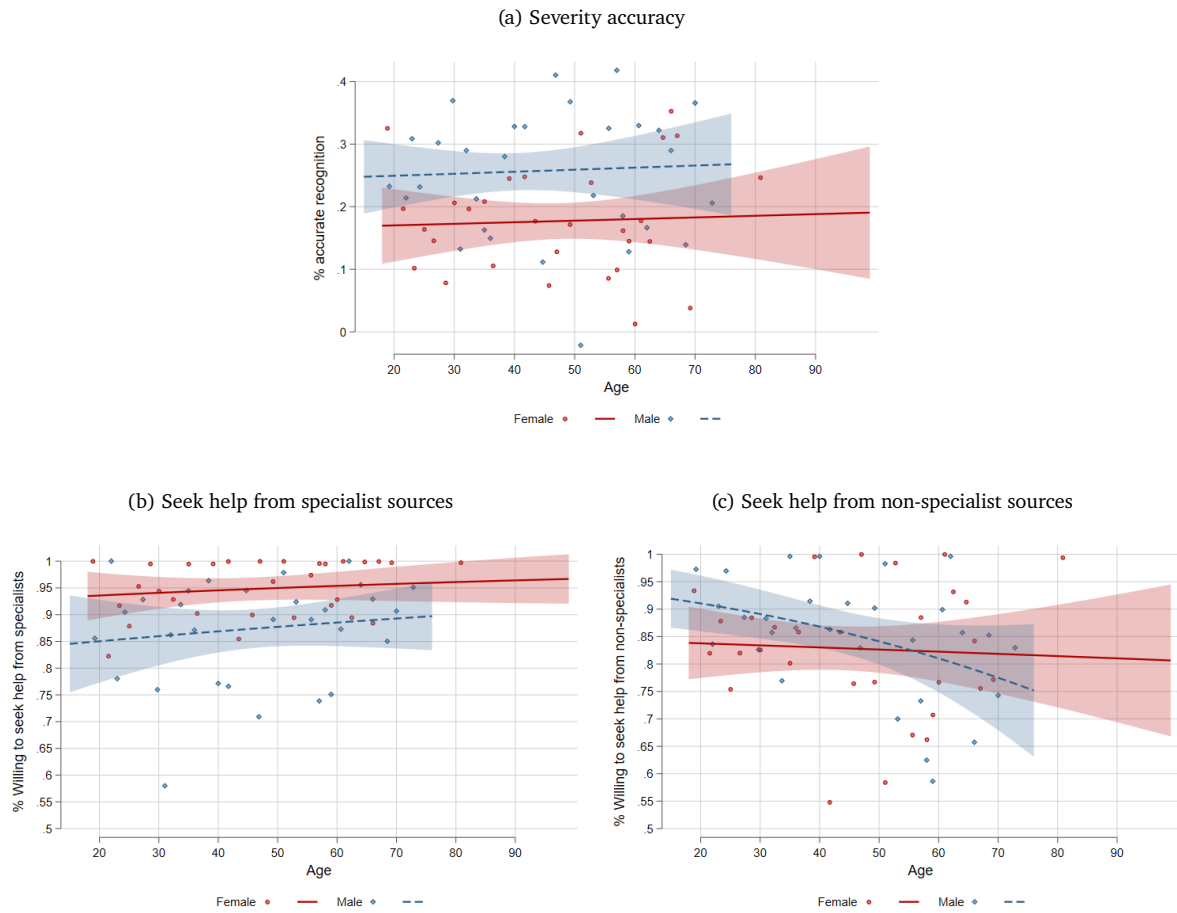 (a) Severity accuracy
% accurate recognition
.4
.3
.2
.1
0
20 30 40 50 60 70 80 90
Age
Female Male
(b) Seek help from specialist sources
% Willing to seek help from specialists
1
.95
.9
.85
.8
.75
.7
.65
.6
.55
.5
20 30 40 50 60 70 80 90
Age
Female Male
(c) Seek help from non-specialist sources
% Willing to seek help from non-specialists
1
.95
.9
.85
.8
.75
.7
.65
.6
.55
.5
20 30 40 50 60 70 80 90
Age
Female Male